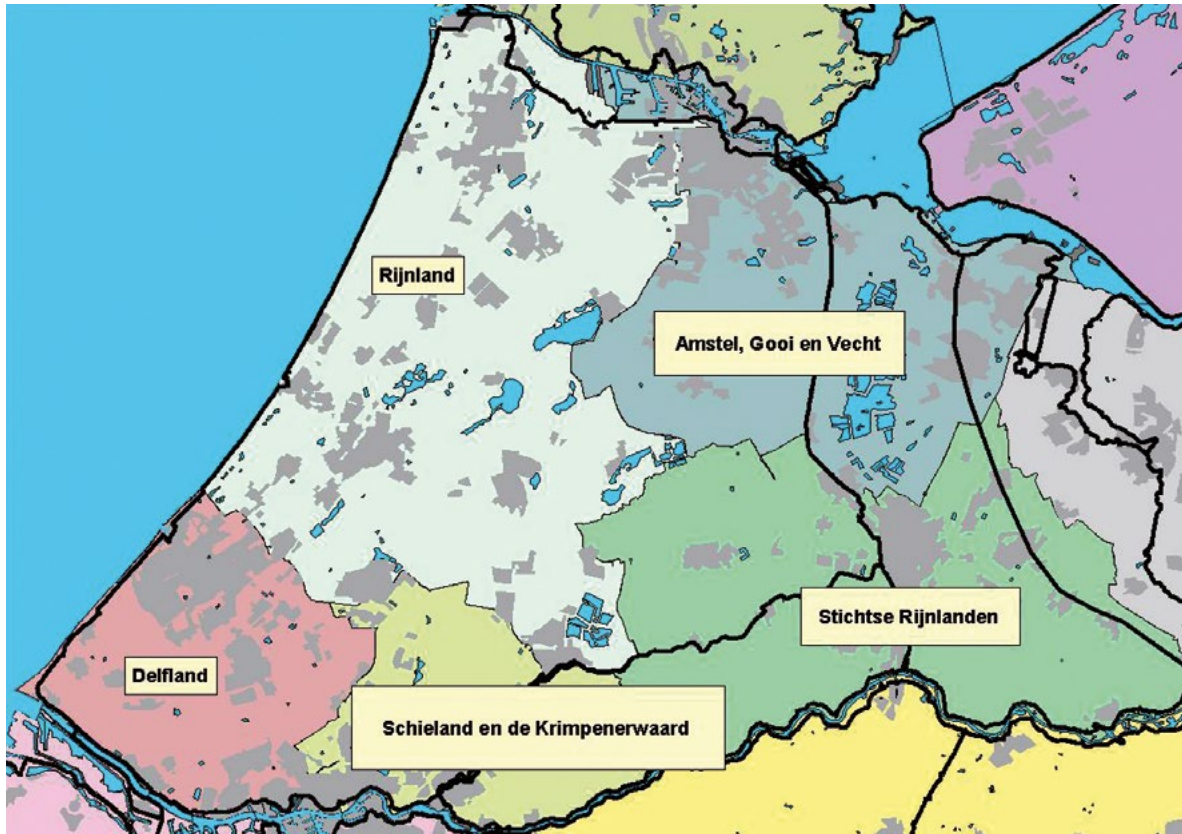 Rijnland
Amstel, Gooi en Vecht
Stichtse Rijnlanden
Delfland
Schieland en de Krimpenerwaard